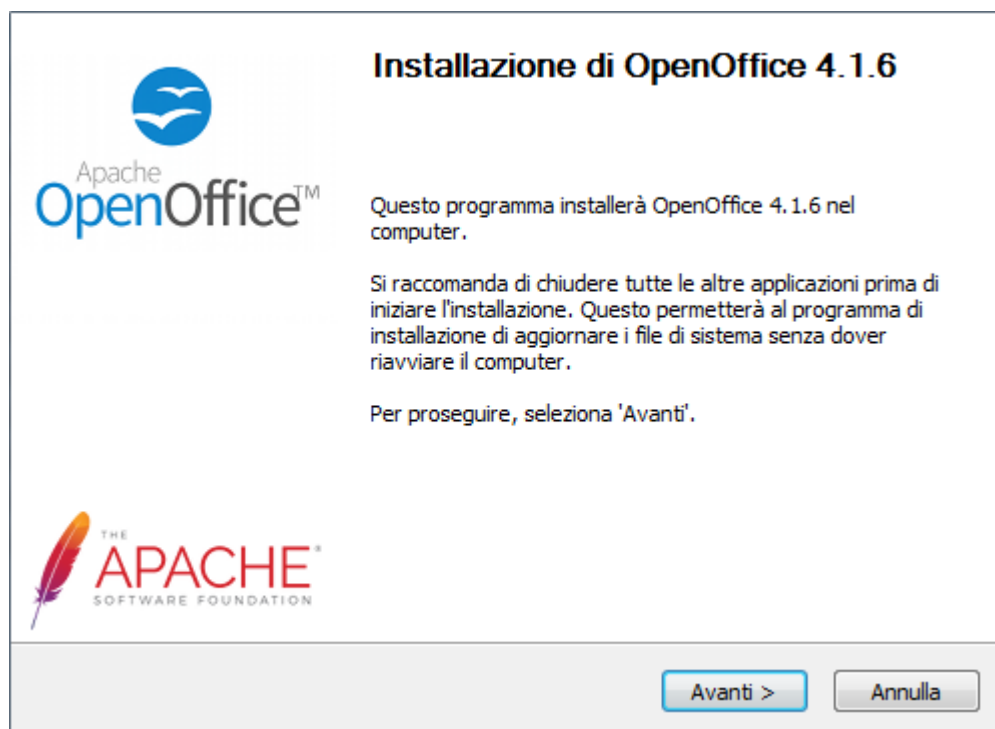 Installazione di OpenOffice 4.1.6
Apache
OpenOffice™
Questo programma installerà OpenOffice 4.1.6 nel
computer.
Si raccomanda di chiudere tutte le altre applicazioni prima di
iniziare l'installazione. Questo permetterà al programma di
installazione di aggiornare i file di sistema senza dover
riavviare il computer.
Per proseguire, seleziona 'Avanti'.
THE
APACHE®
SOFTWARE FOUNDATION
Avanti >
Annulla